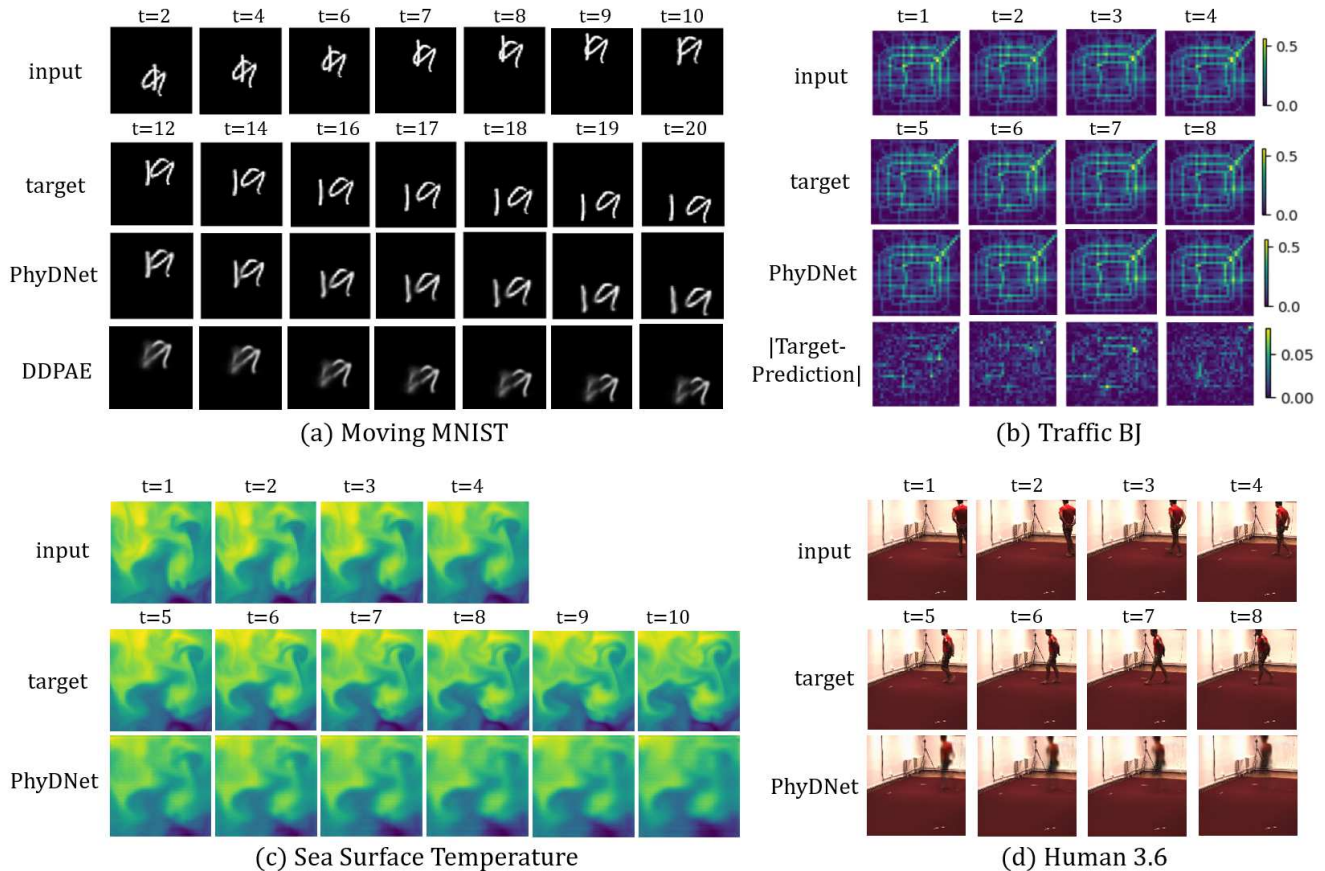 t=2 t=4 t=6 t=7 t=8 t=9 t=10
input
t=12 t=14 t=16 t=17 t=18 t=19 t=20
target
PhyDNet
DDPAE
(a) Moving MNIST
t=1 t=2 t=3 t=4
input
0.5
0.0
t=5 t=6 t=7 t=8
target
0.5
0.0
PhyDNet
0.5
0.0
|Target-
Prediction|
0.05
0.00
(b) Traffic BJ
t=1 t=2 t=3 t=4
input
t=5 t=6 t=7 t=8 t=9 t=10
target
PhyDNet
(c) Sea Surface Temperature
t=1 t=2 t=3 t=4
input
t=5 t=6 t=7 t=8
target
PhyDNet
(d) Human 3.6